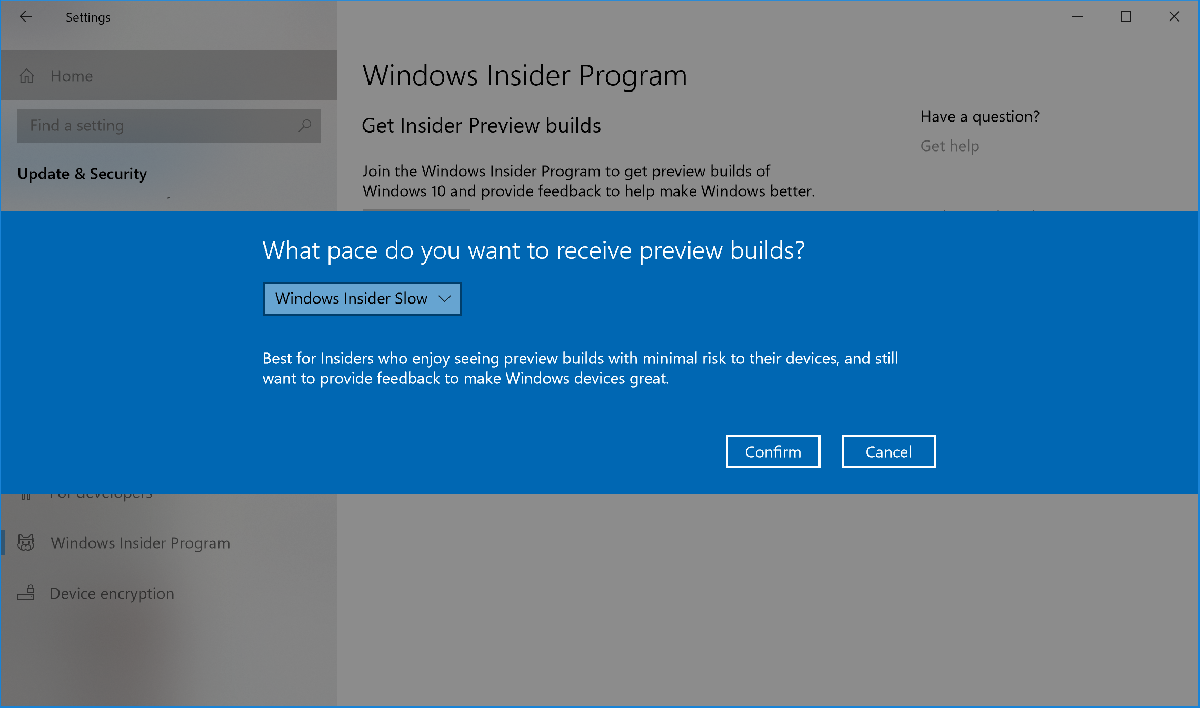 Settings
Home
Find a setting
Update & Security
Windows Insider Program
Get Insider Preview builds
Join the Windows Insider Program to get preview builds of
Windows 10 and provide feedback to help make Windows better.
Have a question?
Get help
What pace do you want to receive preview builds?
Windows Insider Slow
Best for Insiders who enjoy seeing preview builds with minimal risk to their devices, and still
want to provide feedback to make Windows devices great.
Confirm
Cancel
For developers
Windows Insider Program
Device encryption